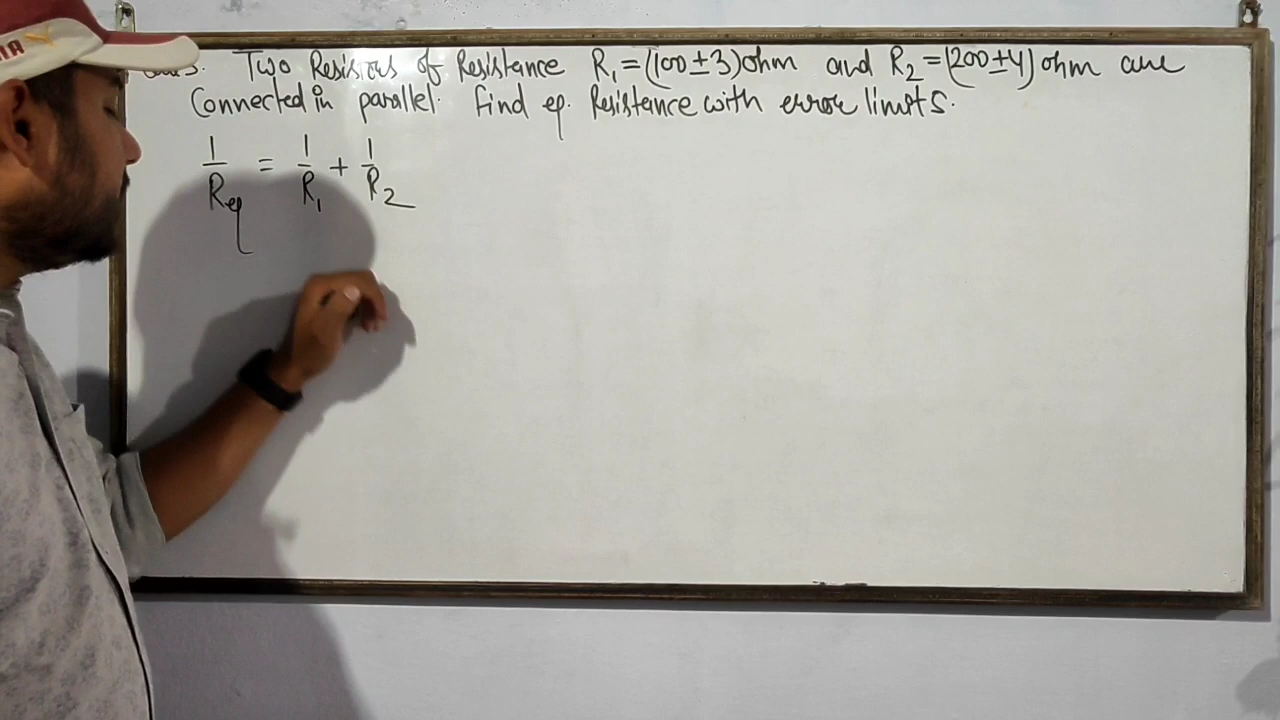 Two Resistors of Resistance R₁=(100±3)ohm and R₂=(200±4)ohm are
Connected in parallel. find eq. Resistance with error limits.
1/Req = 1/R₁ + 1/R₂